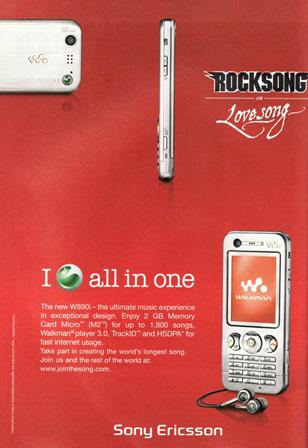 ROCKSONG
OR
Lovesong
I all in one
The new W890i – the ultimate music experience
in exceptional design. Enjoy 2 GB Memory
Card Micro™ (M2™) for up to 1,800 songs,
Walkman® player 3.0, TrackID™ and HSDPA* for
fast internet usage.
Take part in creating the world's longest song.
Join us and the rest of the world at:
www.jointhesong.com.
WALKMAN
Sony Ericsson